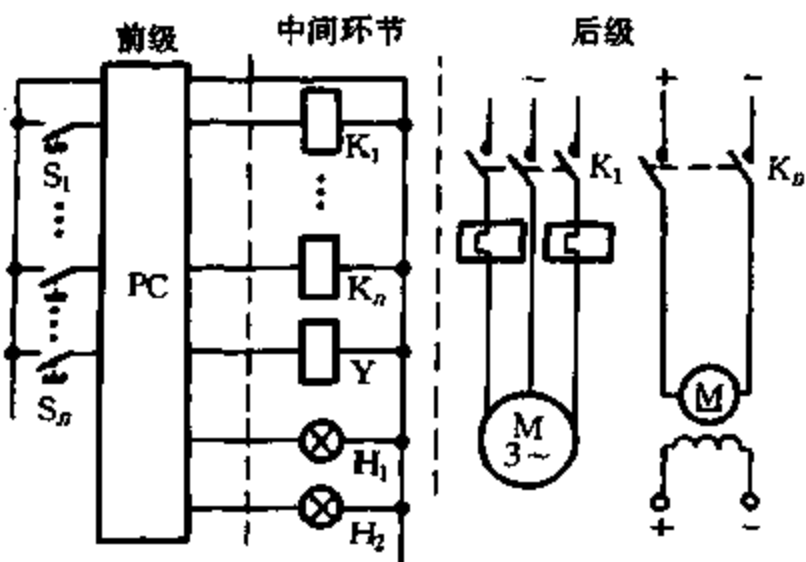 前级 中间环节 后级
~ + -
K₁ K₁ Kₙ
S₁
PC Kₙ
Y
Sₙ
M
3~
M
H₁
H₂
+ -